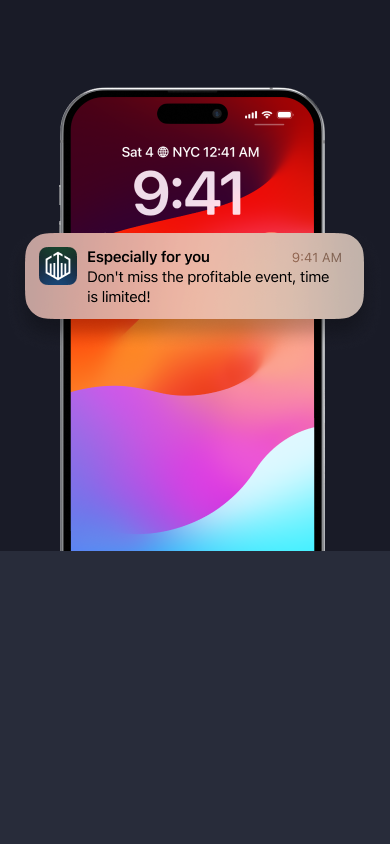 Sat 4 NYC 12:41 AM
9:41
Especially for you 9:41 AM
Don't miss the profitable event, time
is limited!